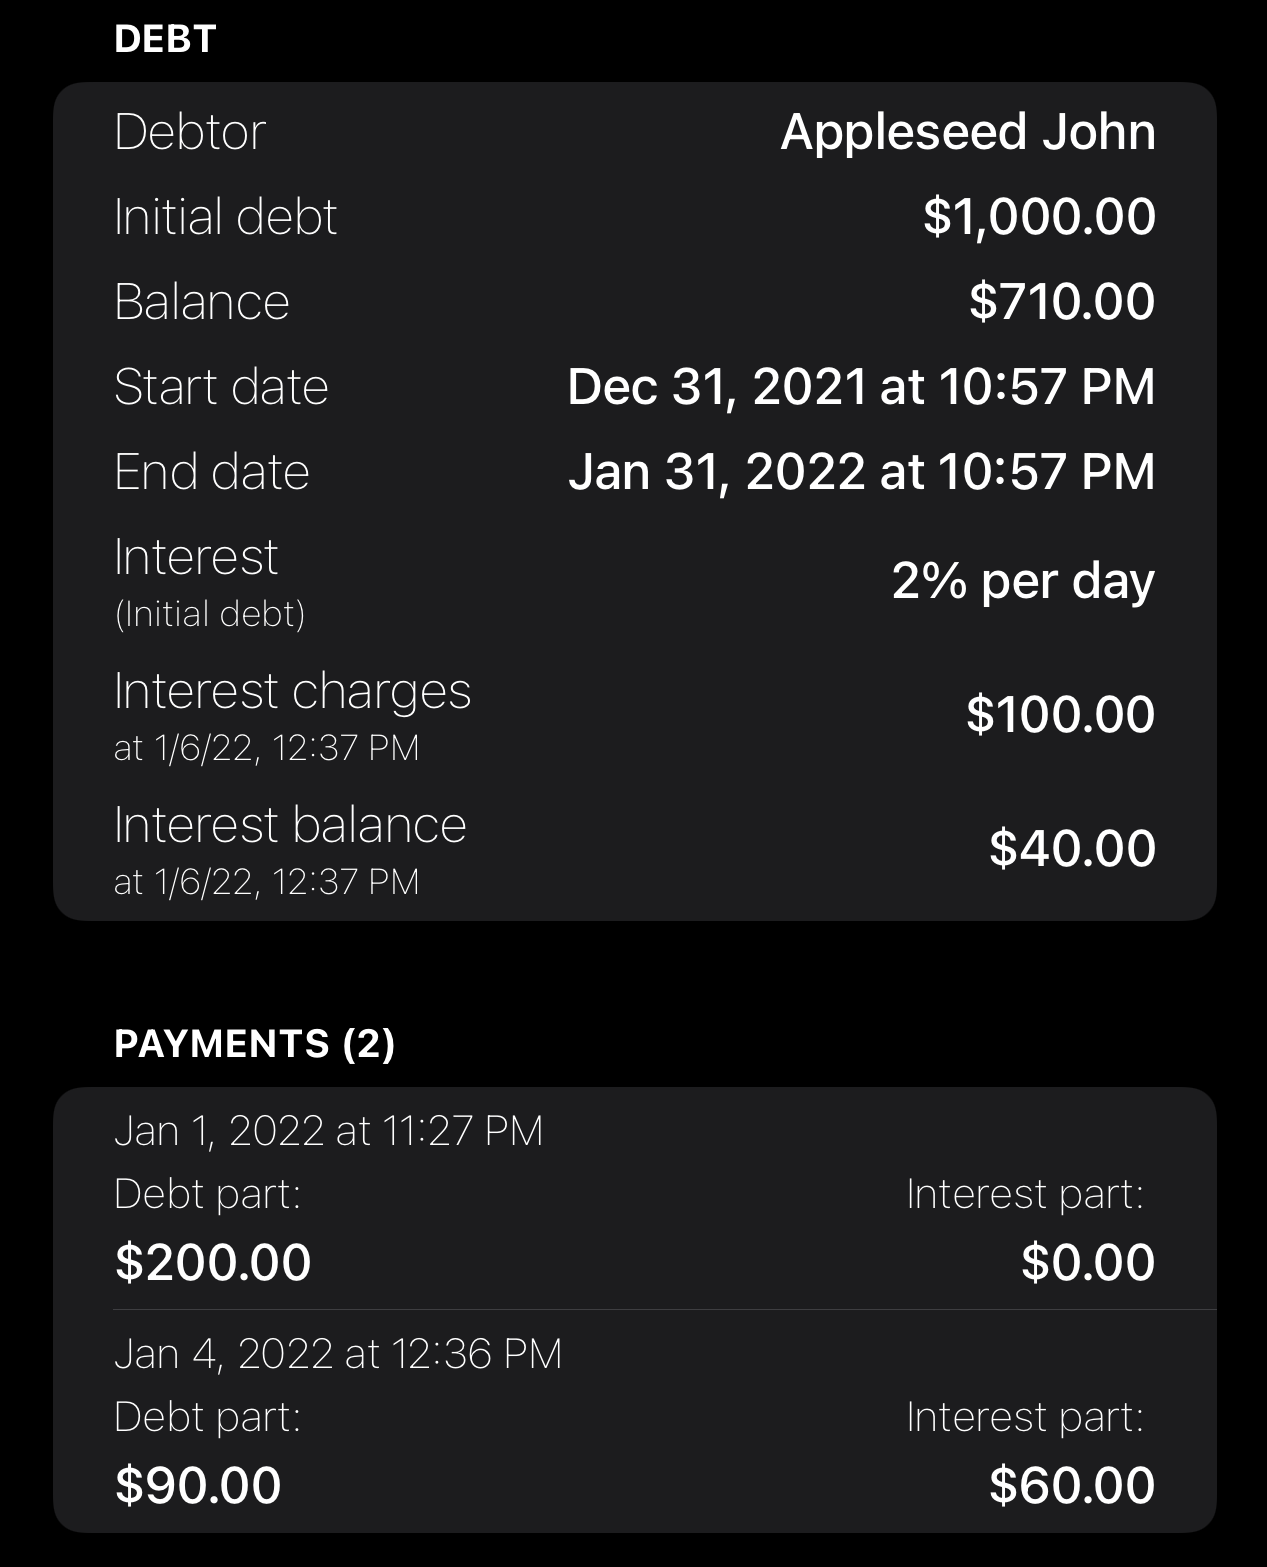 DEBT
Debtor Appleseed John
Initial debt $1,000.00
Balance $710.00
Start date Dec 31, 2021 at 10:57 PM
End date Jan 31, 2022 at 10:57 PM
Interest
(Initial debt)
2% per day
Interest charges
at 1/6/22, 12:37 PM
$100.00
Interest balance
at 1/6/22, 12:37 PM
$40.00
PAYMENTS (2)
Jan 1, 2022 at 11:27 PM
Debt part: Interest part:
$200.00 $0.00
Jan 4, 2022 at 12:36 PM
Debt part: Interest part:
$90.00 $60.00